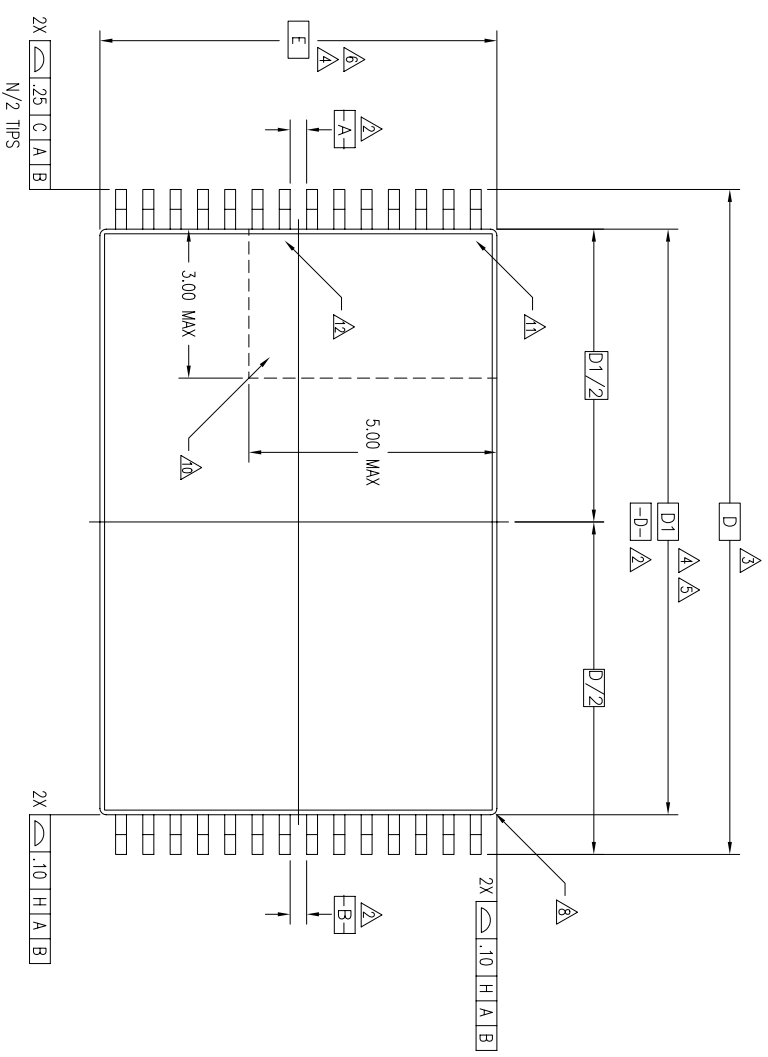 D 3
D1 4 5
-D- 2
D1/2
D/2
2X .10 H A B
8
11
12
10
5.00 MAX
3.00 MAX
-A- 2
-B- 2
E 4 6
2X .25 C A B
N/2 TIPS
2X .10 H A B